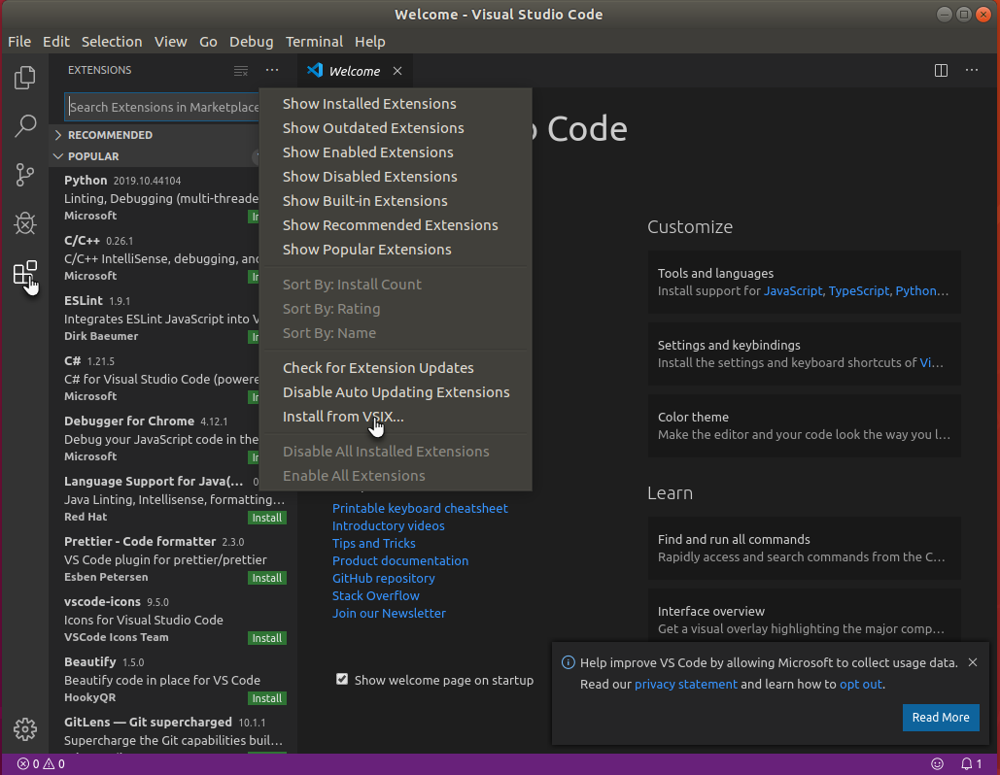 Welcome - Visual Studio Code
File Edit Selection View Go Debug Terminal Help
EXTENSIONS
Welcome
Search Extensions in Marketplace
RECOMMENDED
POPULAR
Python 2019.10.44104
Linting, Debugging (multi-threade
Microsoft
C/C++ 0.26.1
C/C++ IntelliSense, debugging, and
Microsoft
ESLint 1.9.1
Integrates ESLint JavaScript into V
Dirk Baeumer
C# 1.21.5
C# for Visual Studio Code (powere
Microsoft
Debugger for Chrome 4.12.1
Debug your JavaScript code in the
Microsoft
Language Support for Java(... 0
Java Linting, Intellisense, formatting...
Red Hat Install
Prettier - Code formatter 2.3.0
VS Code plugin for prettier/prettier
Esben Petersen Install
vscode-icons 9.5.0
Icons for Visual Studio Code
VSCode Icons Team Install
Beautify 1.5.0
Beautify code in place for VS Code
HookyQR Install
GitLens — Git supercharged 10.1.1
Supercharge the Git capabilities buil...
Show Installed Extensions
Show Outdated Extensions
Show Enabled Extensions
Show Disabled Extensions
Show Built-in Extensions
Show Recommended Extensions
Show Popular Extensions
Sort By: Install Count
Sort By: Rating
Sort By: Name
Check for Extension Updates
Disable Auto Updating Extensions
Install from VSIX...
Disable All Installed Extensions
Enable All Extensions
Code
Printable keyboard cheatsheet
Introductory videos
Tips and Tricks
Product documentation
GitHub repository
Stack Overflow
Join our Newsletter
Show welcome page on startup
Customize
Tools and languages
Install support for JavaScript, TypeScript, Python...
Settings and keybindings
Install the settings and keyboard shortcuts of Vi...
Color theme
Make the editor and your code look the way you l...
Learn
Find and run all commands
Rapidly access and search commands from the C...
Interface overview
Get a visual overlay highlighting the major comp...
Help improve VS Code by allowing Microsoft to collect usage data.
Read our privacy statement and learn how to opt out.
Read More
0 0
1